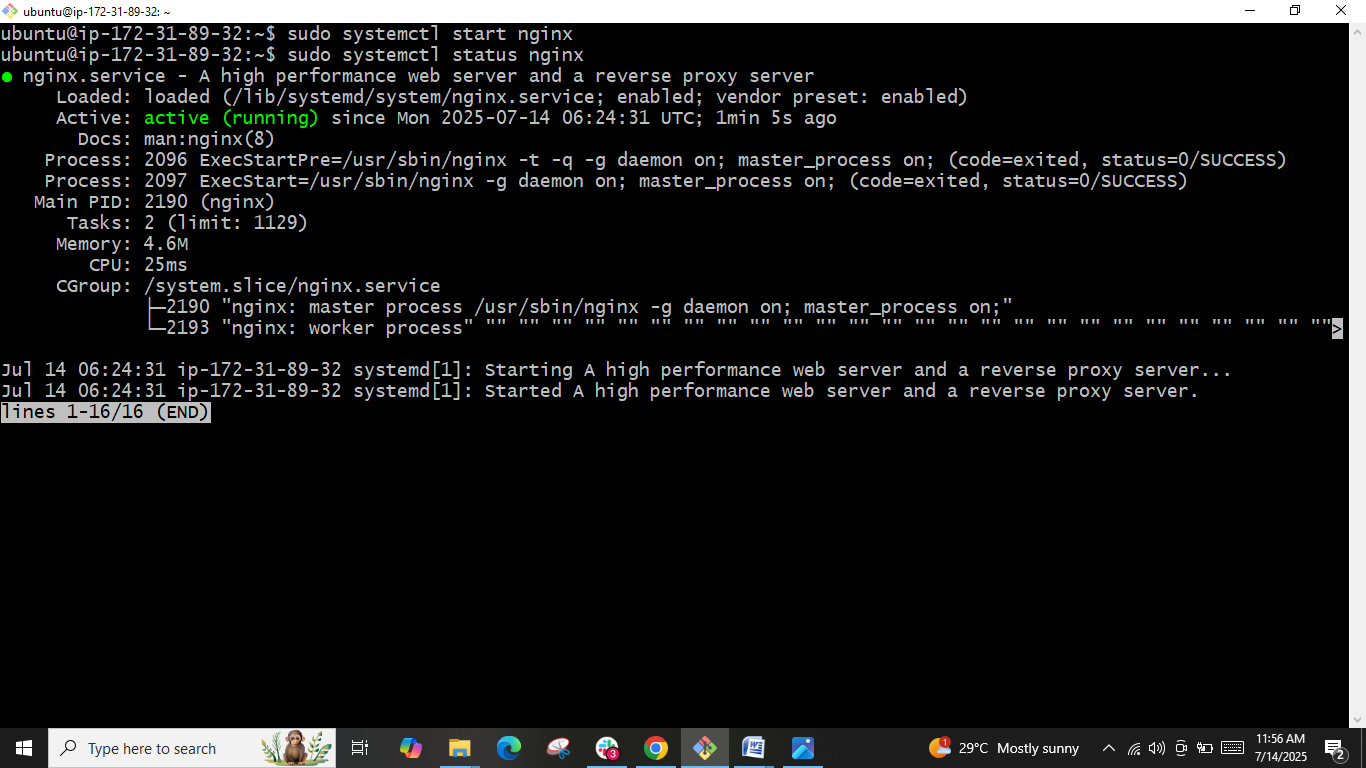 ubuntu@ip-172-31-89-32: ~
ubuntu@ip-172-31-89-32:~$ sudo systemctl start nginx
ubuntu@ip-172-31-89-32:~$ sudo systemctl status nginx
● nginx.service - A high performance web server and a reverse proxy server
Loaded: loaded (/lib/systemd/system/nginx.service; enabled; vendor preset: enabled)
Active: active (running) since Mon 2025-07-14 06:24:31 UTC; 1min 5s ago
Docs: man:nginx(8)
Process: 2096 ExecStartPre=/usr/sbin/nginx -t -q -g daemon on; master_process on; (code=exited, status=0/SUCCESS)
Process: 2097 ExecStart=/usr/sbin/nginx -g daemon on; master_process on; (code=exited, status=0/SUCCESS)
Main PID: 2190 (nginx)
Tasks: 2 (limit: 1129)
Memory: 4.6M
CPU: 25ms
CGroup: /system.slice/nginx.service
├─2190 "nginx: master process /usr/sbin/nginx -g daemon on; master_process on;"
└─2193 "nginx: worker process" "" "" "" "" "" "" "" "" "" "" "" "" "" "" "" "" "" "" "" "" "" "" "" "" "" "">
Jul 14 06:24:31 ip-172-31-89-32 systemd[1]: Starting A high performance web server and a reverse proxy server...
Jul 14 06:24:31 ip-172-31-89-32 systemd[1]: Started A high performance web server and a reverse proxy server.
lines 1-16/16 (END)
Type here to search
3
1
29°C Mostly sunny
11:56 AM
7/14/2025
2